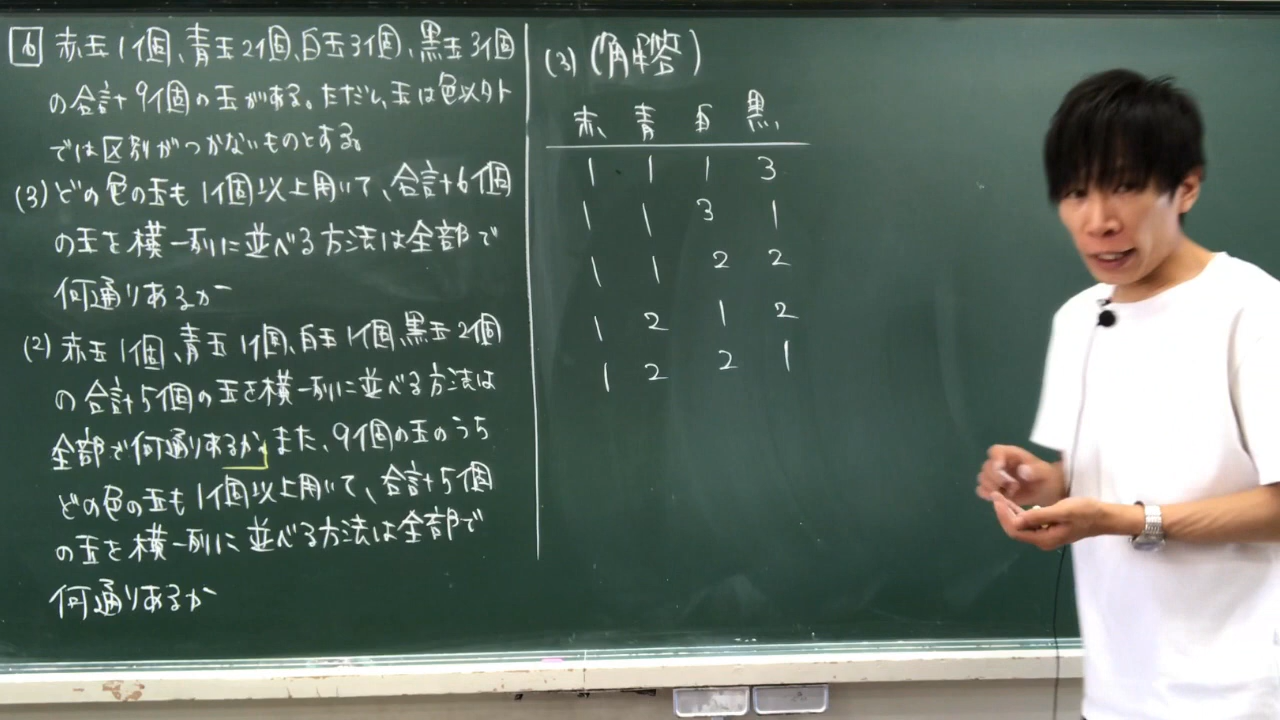 6 赤玉1個、青玉2個、白玉3個、黒玉3個
の合計9個の玉がある。ただし、玉は色以外
では区別がつかないものとする。
(3) どの色の玉も1個以上用いて、合計6個
の玉を横一列に並べる方法は全部で
何通りあるか
(2) 赤玉1個、青玉1個、白玉1個、黒玉2個
の合計5個の玉を横一列に並べる方法は
全部で何通りあるか。また、9個の玉のうち
どの色の玉も1個以上用いて、合計5個
の玉を横一列に並べる方法は全部で
何通りあるか
(3) (解答)
赤 青 白 黒
1 1 1 3
1 1 3 1
1 1 2 2
1 2 1 2
1 2 2 1